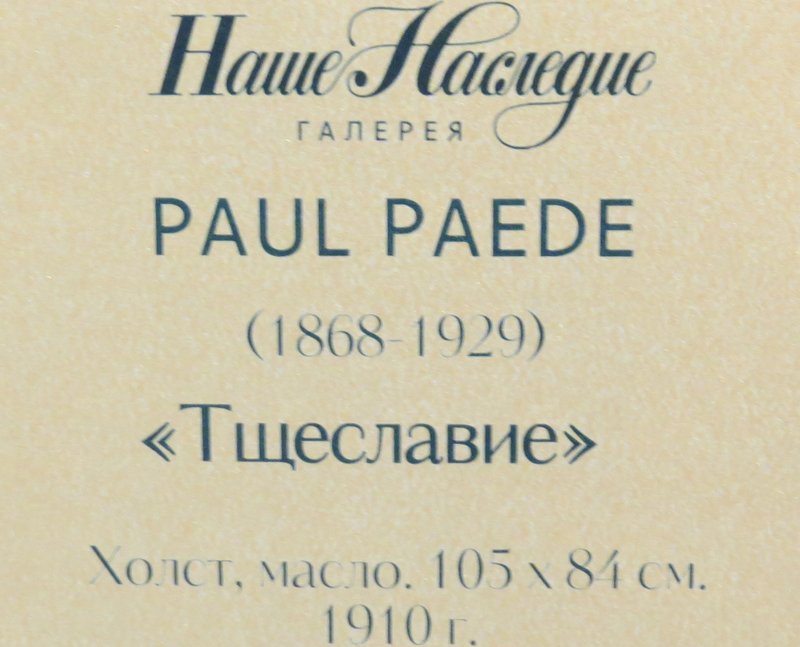 Наше Наследие
ГАЛЕРЕЯ
PAUL PAEDE
(1868-1929)
«Тщеславие»
Холст, масло. 105 x 84 см.
1910 г.